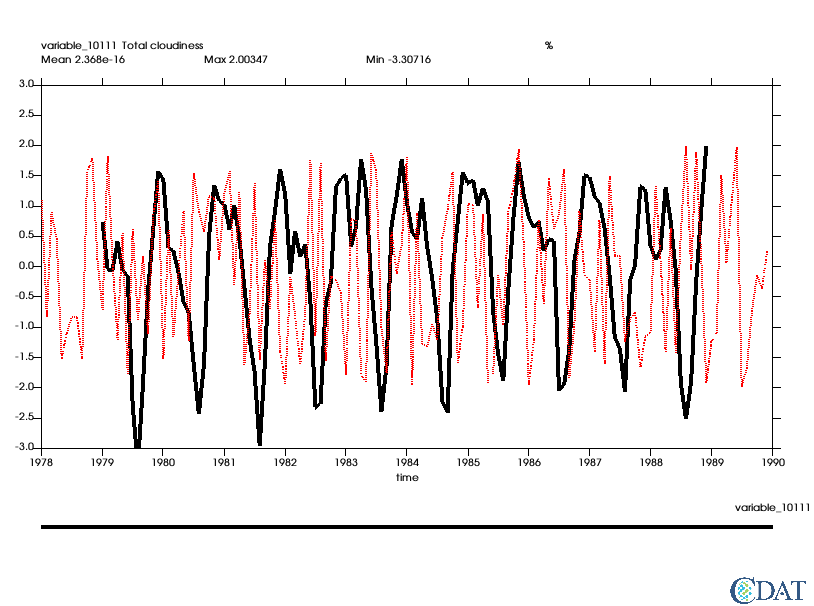 variable_10111 Total cloudiness %
Mean 2.368e-16 Max 2.00347 Min -3.30716
3.0
2.5
2.0
1.5
1.0
0.5
0.0
-0.5
-1.0
-1.5
-2.0
-2.5
-3.0
1978 1979 1980 1981 1982 1983 1984 1985 1986 1987 1988 1989 1990
time
variable_10111
CDAT